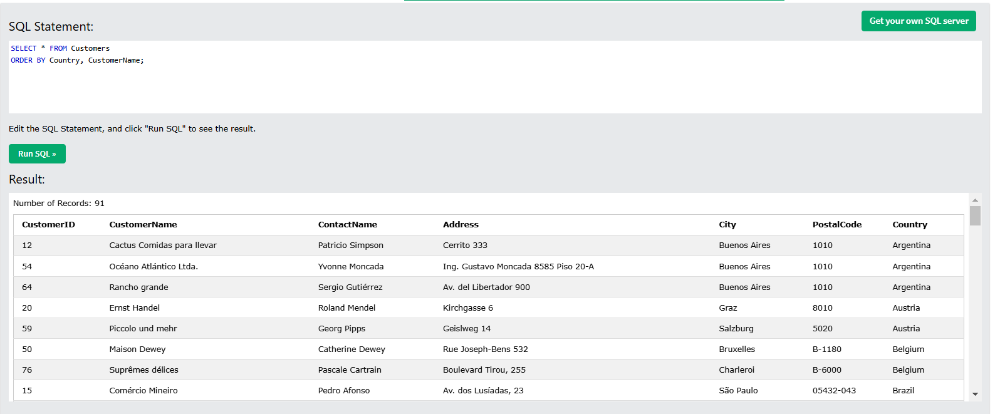 Get your own SQL server
SQL Statement:
SELECT * FROM Customers
ORDER BY Country, CustomerName;
Edit the SQL Statement, and click "Run SQL" to see the result.
Run SQL »
Result:
Number of Records: 91
CustomerID CustomerName ContactName Address City PostalCode Country
12 Cactus Comidas para llevar Patricio Simpson Cerrito 333 Buenos Aires 1010 Argentina
54 Océano Atlántico Ltda. Yvonne Moncada Ing. Gustavo Moncada 8585 Piso 20-A Buenos Aires 1010 Argentina
64 Rancho grande Sergio Gutiérrez Av. del Libertador 900 Buenos Aires 1010 Argentina
20 Ernst Handel Roland Mendel Kirchgasse 6 Graz 8010 Austria
59 Piccolo und mehr Georg Pipps Geislweg 14 Salzburg 5020 Austria
50 Maison Dewey Catherine Dewey Rue Joseph-Bens 532 Bruxelles B-1180 Belgium
76 Suprêmes délices Pascale Cartrain Boulevard Tirou, 255 Charleroi B-6000 Belgium
15 Comércio Mineiro Pedro Afonso Av. dos Lusíadas, 23 São Paulo 05432-043 Brazil